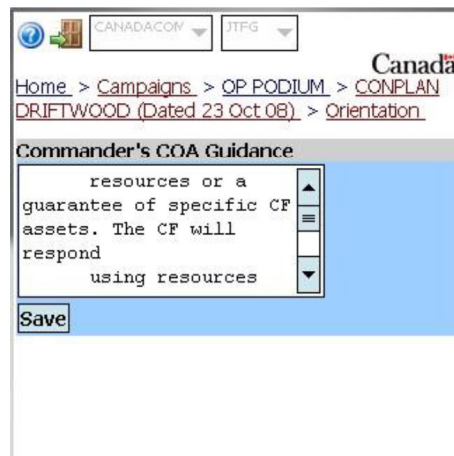 CANADACOM
JTFG
Canada
Home > Campaigns > OP PODIUM > CONPLAN
DRIFTWOOD (Dated 23 Oct 08) > Orientation
Commander's COA Guidance
resources or a
guarantee of specific CF
assets. The CF will
respond
using resources
Save